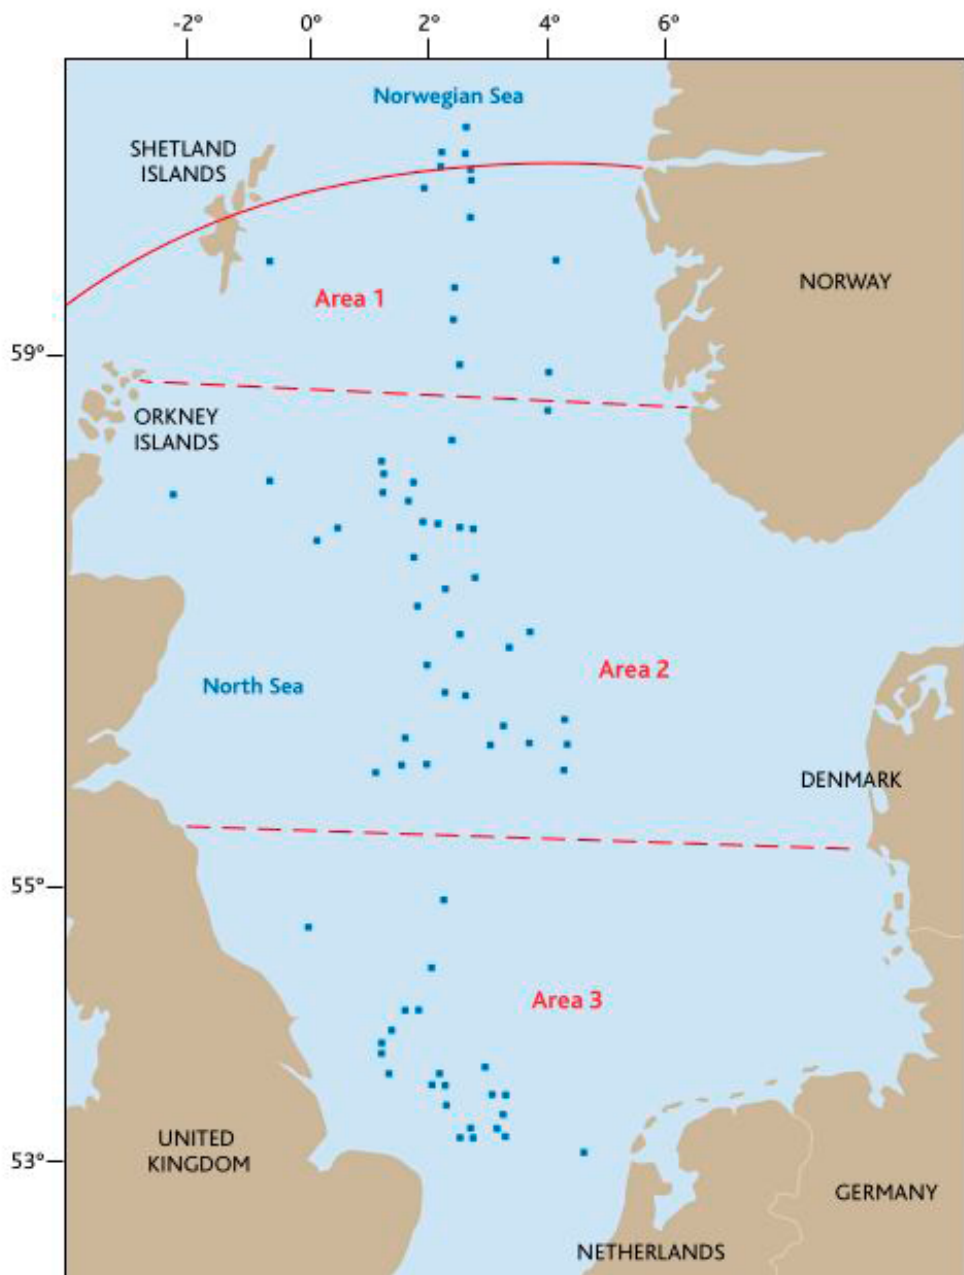 -2° 0° 2° 4° 6°
Norwegian Sea
SHETLAND
ISLANDS
NORWAY
Area 1
59°
ORKNEY
ISLANDS
Area 2
North Sea
DENMARK
55°
Area 3
UNITED
KINGDOM
53°
GERMANY
NETHERLANDS